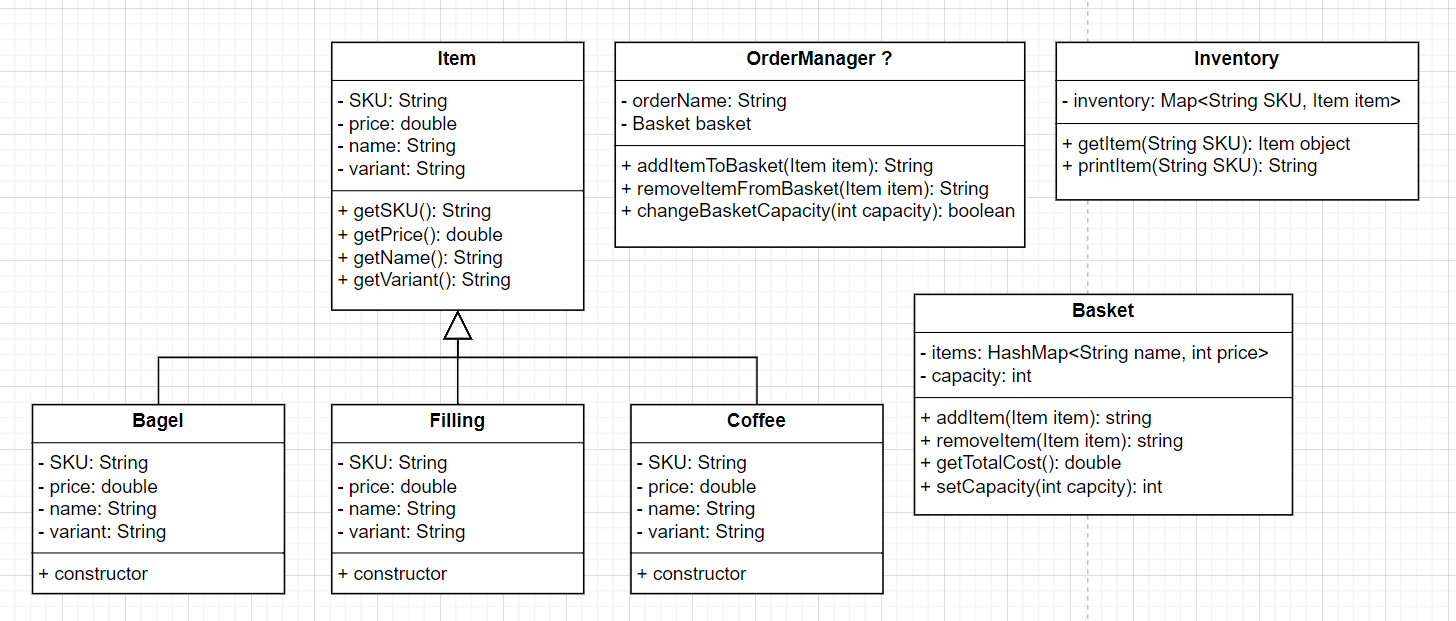 Item
- SKU: String
- price: double
- name: String
- variant: String
+ getSKU(): String
+ getPrice(): double
+ getName(): String
+ getVariant(): String
OrderManager ?
- orderName: String
- Basket basket
+ addItemToBasket(Item item): String
+ removeItemFromBasket(Item item): String
+ changeBasketCapacity(int capacity): boolean
Inventory
- inventory: Map<String SKU, Item item>
+ getItem(String SKU): Item object
+ printItem(String SKU): String
Basket
- items: HashMap<String name, int price>
- capacity: int
+ addItem(Item item): string
+ removeItem(Item item): string
+ getTotalCost(): double
+ setCapacity(int capcity): int
Bagel
- SKU: String
- price: double
- name: String
- variant: String
+ constructor
Filling
- SKU: String
- price: double
- name: String
- variant: String
+ constructor
Coffee
- SKU: String
- price: double
- name: String
- variant: String
+ constructor